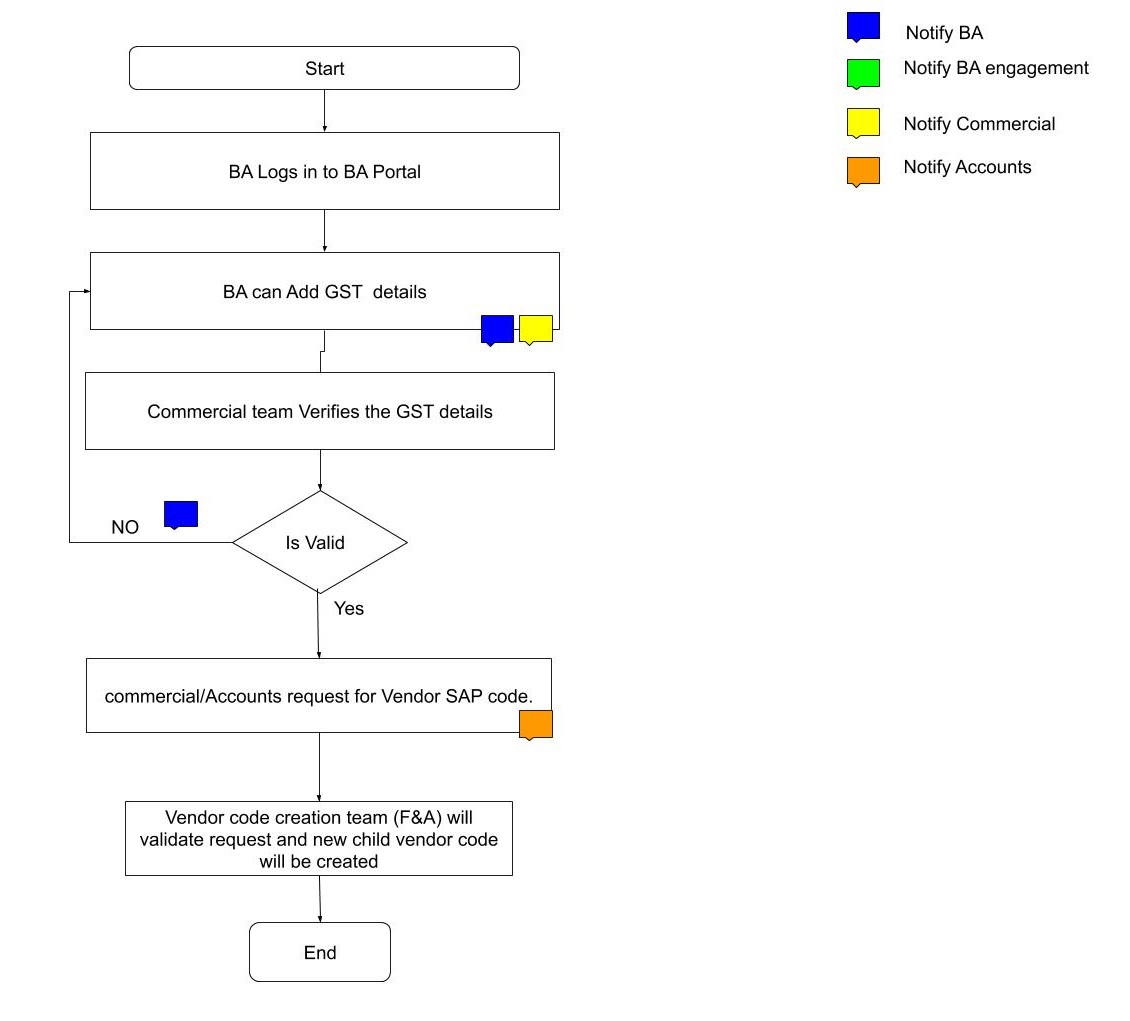 Start
BA Logs in to BA Portal
BA can Add GST  details
Commercial team Verifies the GST details
NO
Is Valid
Yes
commercial/Accounts request for Vendor SAP code.
Vendor code creation team (F&A) will
validate request and new child vendor code
will be created
End
Notify BA
Notify BA engagement
Notify Commercial
Notify Accounts